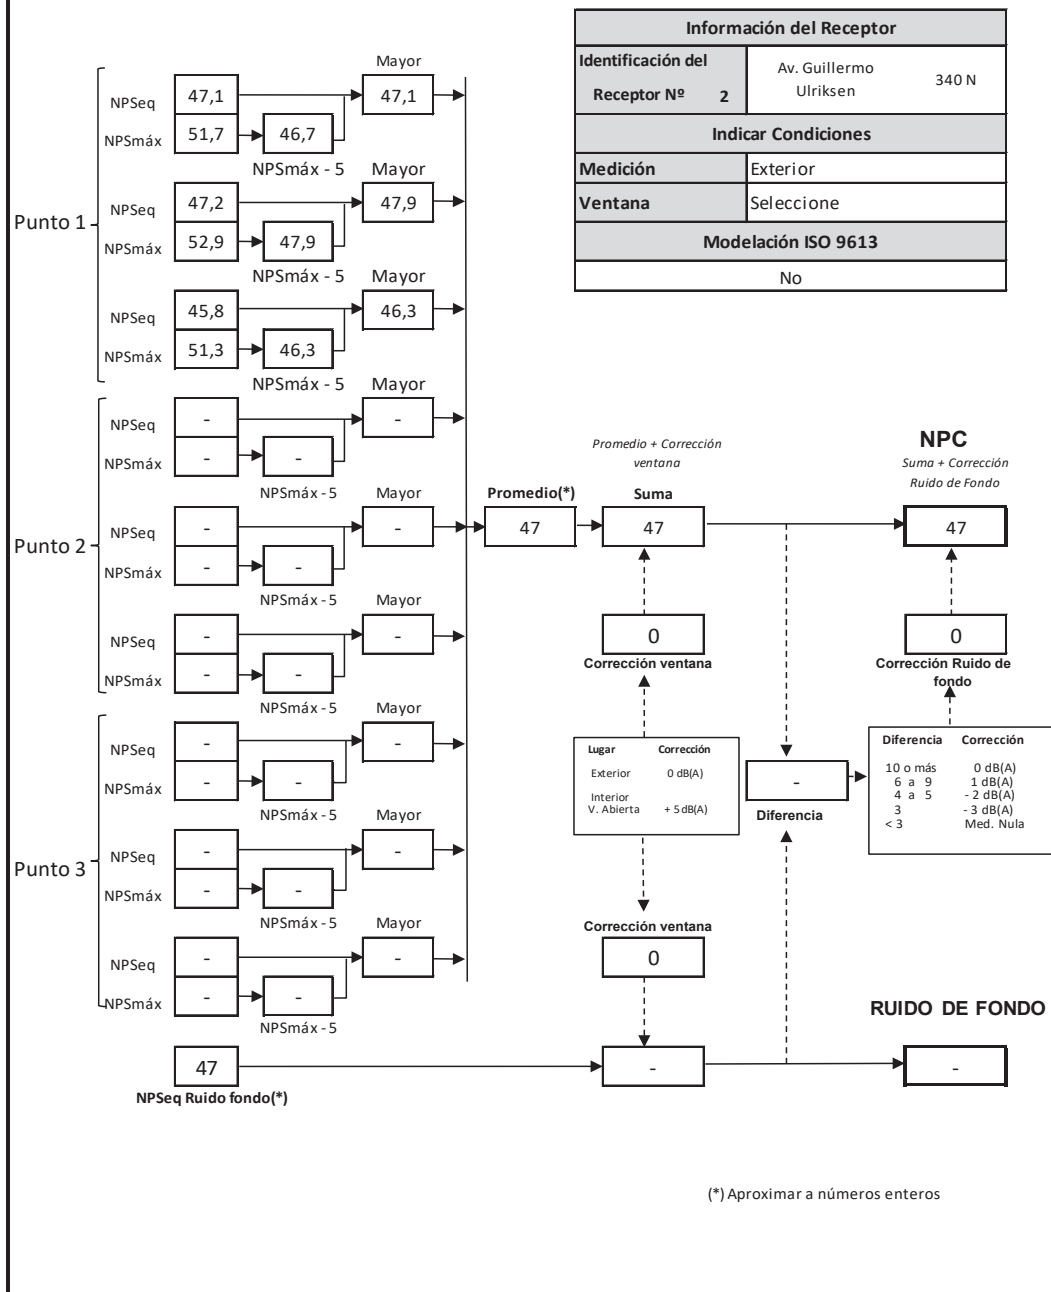 Información del Receptor
Identificación del
Receptor Nº 2
Av. Guillermo
Ulriksen
340 N
Indicar Condiciones
Medición Exterior
Ventana Seleccione
Modelación ISO 9613
No
Punto 1
Mayor
NPSeq 47,1 47,1
NPSmáx 51,7 46,7
NPSmáx - 5 Mayor
NPSeq 47,2 47,9
NPSmáx 52,9 47,9
NPSmáx - 5 Mayor
NPSeq 45,8 46,3
NPSmáx 51,3 46,3
NPSmáx - 5 Mayor
Punto 2
NPSeq - -
NPSmáx - -
NPSmáx - 5 Mayor
NPSeq - -
NPSmáx - -
NPSmáx - 5 Mayor
NPSeq - -
NPSmáx - -
NPSmáx - 5 Mayor
Punto 3
NPSeq - -
NPSmáx - -
NPSmáx - 5 Mayor
NPSeq - -
NPSmáx - -
NPSmáx - 5 Mayor
NPSeq - -
NPSmáx - -
NPSmáx - 5
47
NPSeq Ruido fondo(*)
Promedio(*)
47
Promedio + Corrección
ventana
Suma
47
0
Corrección ventana
Lugar Corrección
Exterior 0 dB(A)
Interior
V. Abierta + 5 dB(A)
Corrección ventana
0
-
-
Diferencia
NPC
Suma + Corrección
Ruido de Fondo
47
0
Corrección Ruido de
fondo
Diferencia Corrección
10 o más 0 dB(A)
6 a 9 1 dB(A)
4 a 5 - 2 dB(A)
3 - 3 dB(A)
< 3 Med. Nula
RUIDO DE FONDO
-
(*) Aproximar a números enteros